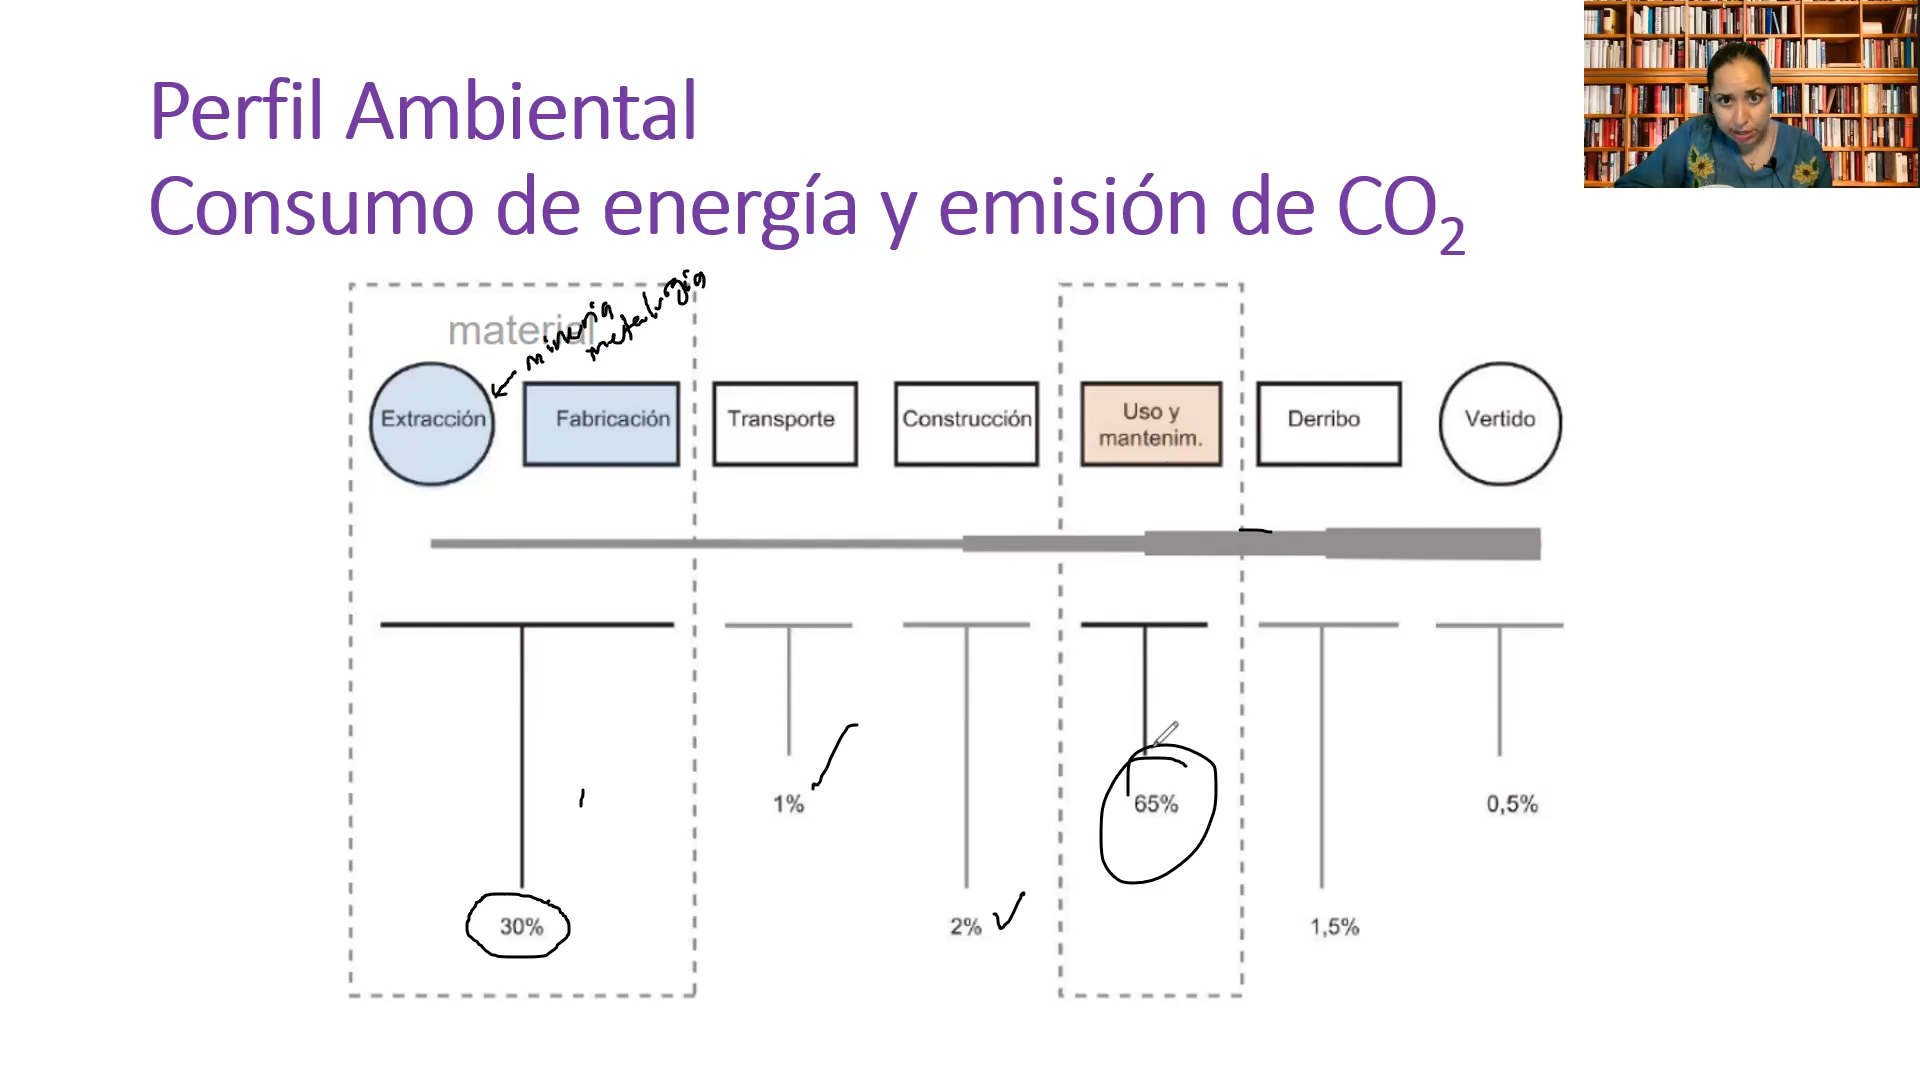 Perfil Ambiental
Consumo de energía y emisión de CO₂
material
minería
metalurgia
Extracción
Fabricación
Transporte
Construcción
Uso y
mantenim.
Derribo
Vertido
1%
65%
0,5%
30%
2%
1,5%